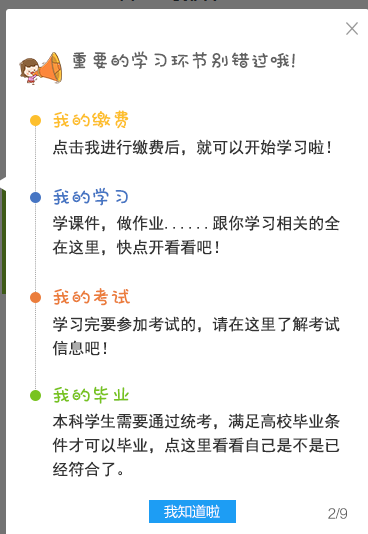 重要的学习环节别错过哦!
我的缴费
点击我进行缴费后，就可以开始学习啦！
我的学习
学课件，做作业......跟你学习相关的全
在这里，快点开看看吧！
我的考试
学习完要参加考试的，请在这里了解考试
信息吧！
我的毕业
本科学生需要通过统考，满足高校毕业条
件才可以毕业，点这里看看自己是不是已
经符合了。
我知道啦
2/9